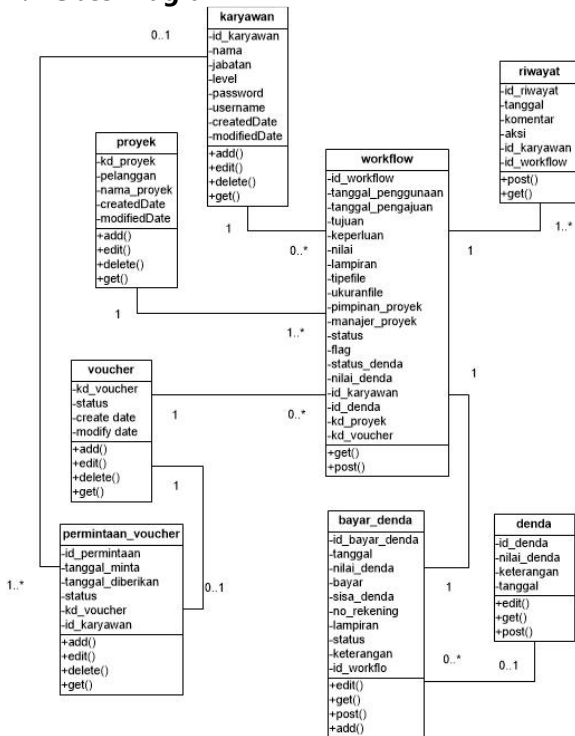 karyawan
-id_karyawan
-nama
-jabatan
-level
-password
-username
-createdDate
-modifiedDate
+add()
+edit()
+delete()
+get()
0..1
riwayat
-id_riwayat
-tanggal
-komentar
-aksi
-id_karyawan
-id_workflow
+post()
+get()
1..*
proyek
-kd_proyek
-pelanggan
-nama_proyek
-createdDate
-modifiedDate
+add()
+edit()
+delete()
+get()
1
1
0..*
1..*
workflow
-id_workflow
-tanggal_penggunaan
-tanggal_pengajuan
-tujuan
-keperluan
-nilai
-lampiran
-tipefile
-ukuranfile
-pimpinan_proyek
-manajer_proyek
-status
-flag
-status_denda
-nilai_denda
-id_karyawan
-id_denda
-kd_proyek
-kd_voucher
+get()
+post()
1
1
voucher
-kd_voucher
-status
-create date
-modify date
+add()
+edit()
+delete()
+get()
1
0..*
1
permintaan_voucher
-id_permintaan
-tanggal_minta
-tanggal_diberikan
-status
-kd_voucher
-id_karyawan
+add()
+edit()
+delete()
+get()
1..*
0..1
bayar_denda
-id_bayar_denda
-tanggal
-nilai_denda
-bayar
-sisa_denda
-no_rekening
-lampiran
-status
-keterangan
-id_workflo
+edit()
+get()
+post()
+add()
1
0..*
0..1
denda
-id_denda
-nilai_denda
-keterangan
-tanggal
+edit()
+get()
+post()